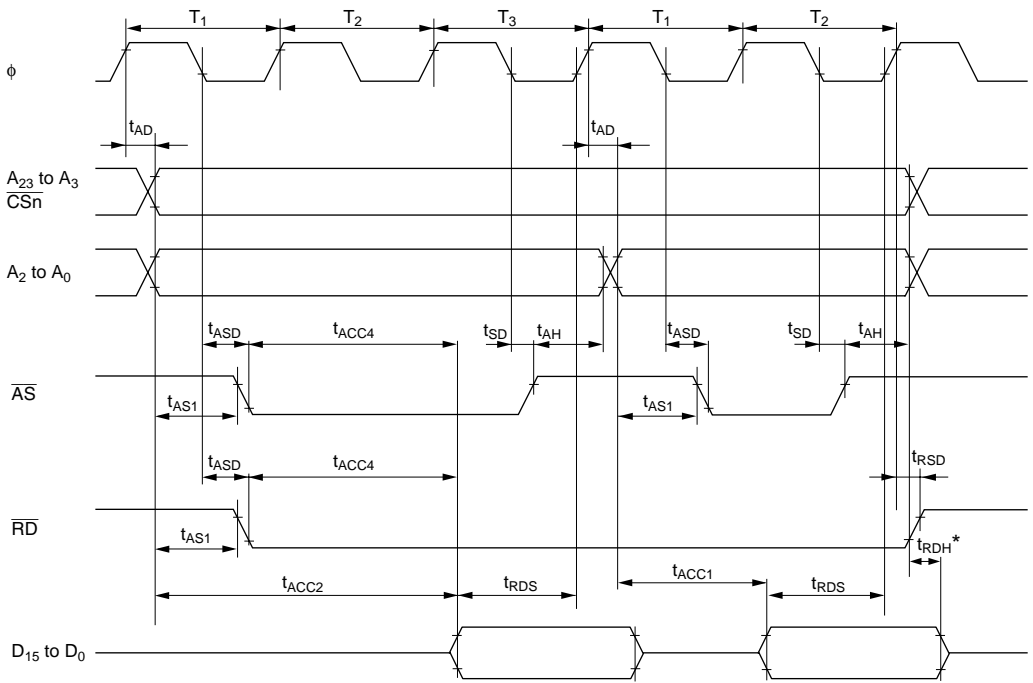 T1 T2 T3 T1 T2
φ
tAD tAD
A23 to A3
CSn
A2 to A0
tASD tACC4 tSD tAH tASD tSD tAH
AS
tAS1 tAS1
tASD tACC4 tRSD
RD
tAS1 tRDH*
tACC2 tRDS tACC1 tRDS
D15 to D0